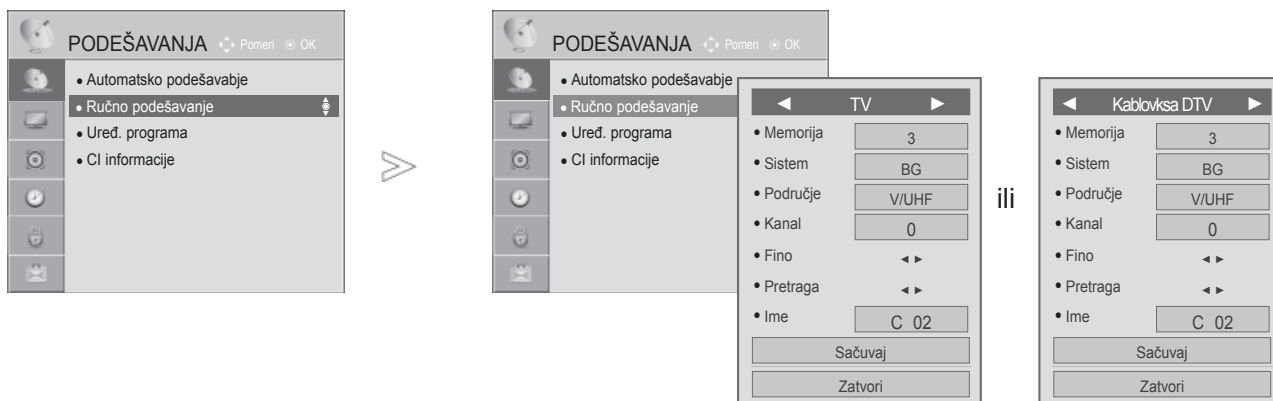 PODEŠAVANJA Pomeri OK
• Automatsko podešavabje
• Ručno podešavanje
• Uređ. programa
• CI informacije
PODEŠAVANJA Pomeri OK
• Automatsko podešavabje
• Ručno podešavanje
• Uređ. programa
• CI informacije
◄ TV ►
• Memorija 3
• Sistem BG
• Područje V/UHF
• Kanal 0
• Fino ◄ ►
• Pretraga ◄ ►
• Ime C 02
Sačuvaj
Zatvori
ili
◄ Kablovksa DTV ►
• Memorija 3
• Sistem BG
• Područje V/UHF
• Kanal 0
• Fino ◄ ►
• Pretraga ◄ ►
• Ime C 02
Sačuvaj
Zatvori